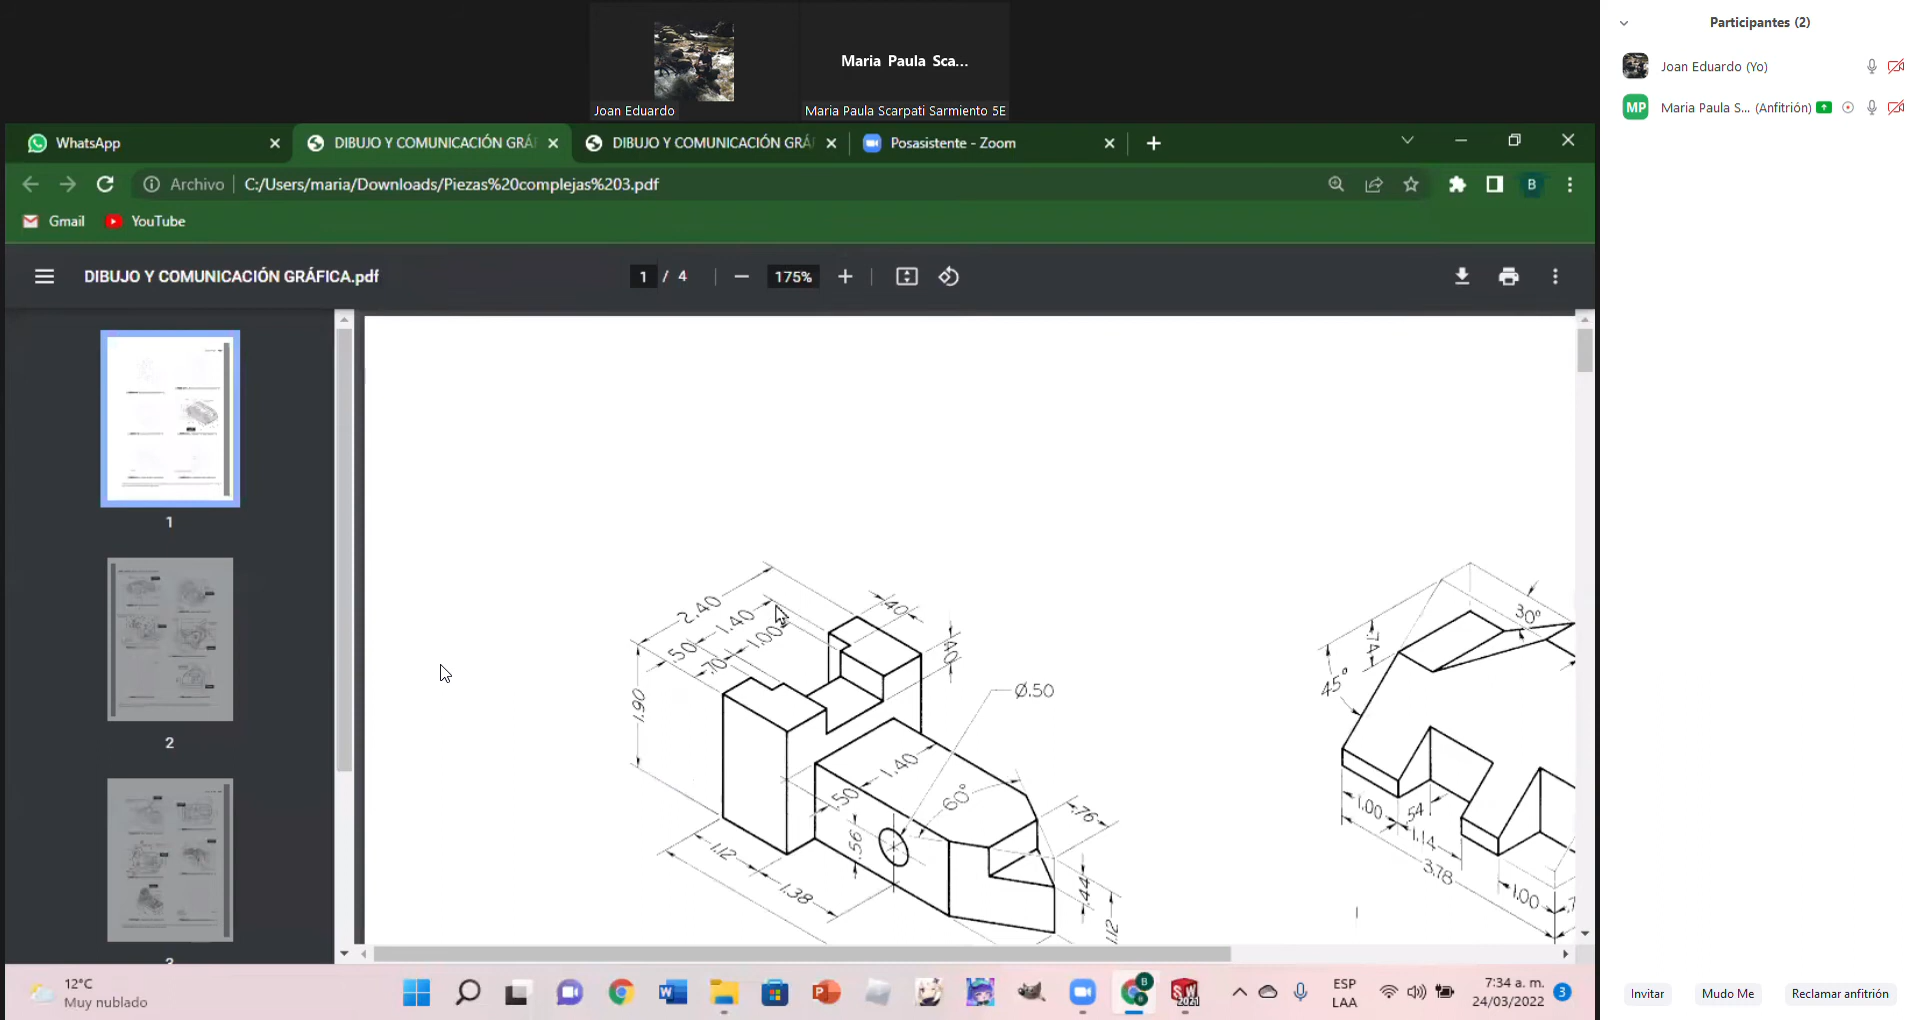 Maria Paula Sca...
Joan Eduardo
Maria Paula Scarpati Sarmiento 5E
Participantes (2)
Joan Eduardo (Yo)
MP
Maria Paula S... (Anfitrión)
WhatsApp
DIBUJO Y COMUNICACIÓN GRÁ
DIBUJO Y COMUNICACIÓN GRÁ
Posasistente - Zoom
Archivo
C:/Users/maria/Downloads/Piezas%20complejas%203.pdf
B
Gmail
YouTube
DIBUJO Y COMUNICACIÓN GRÁFICA.pdf
1 / 4
175%
1
2
3
2.40
1.40
1.00
.50
.70
.40
.40
1.90
Ø.50
1.40
.50
60°
.56
.76
1.12
1.38
.44
1.12
30°
.74
45°
1.00
.54
1.14
3.78
1.00
12°C
Muy nublado
ESP
LAA
7:34 a. m.
24/03/2022
3
SW
2021
Invitar
Mudo Me
Reclamar anfitrión